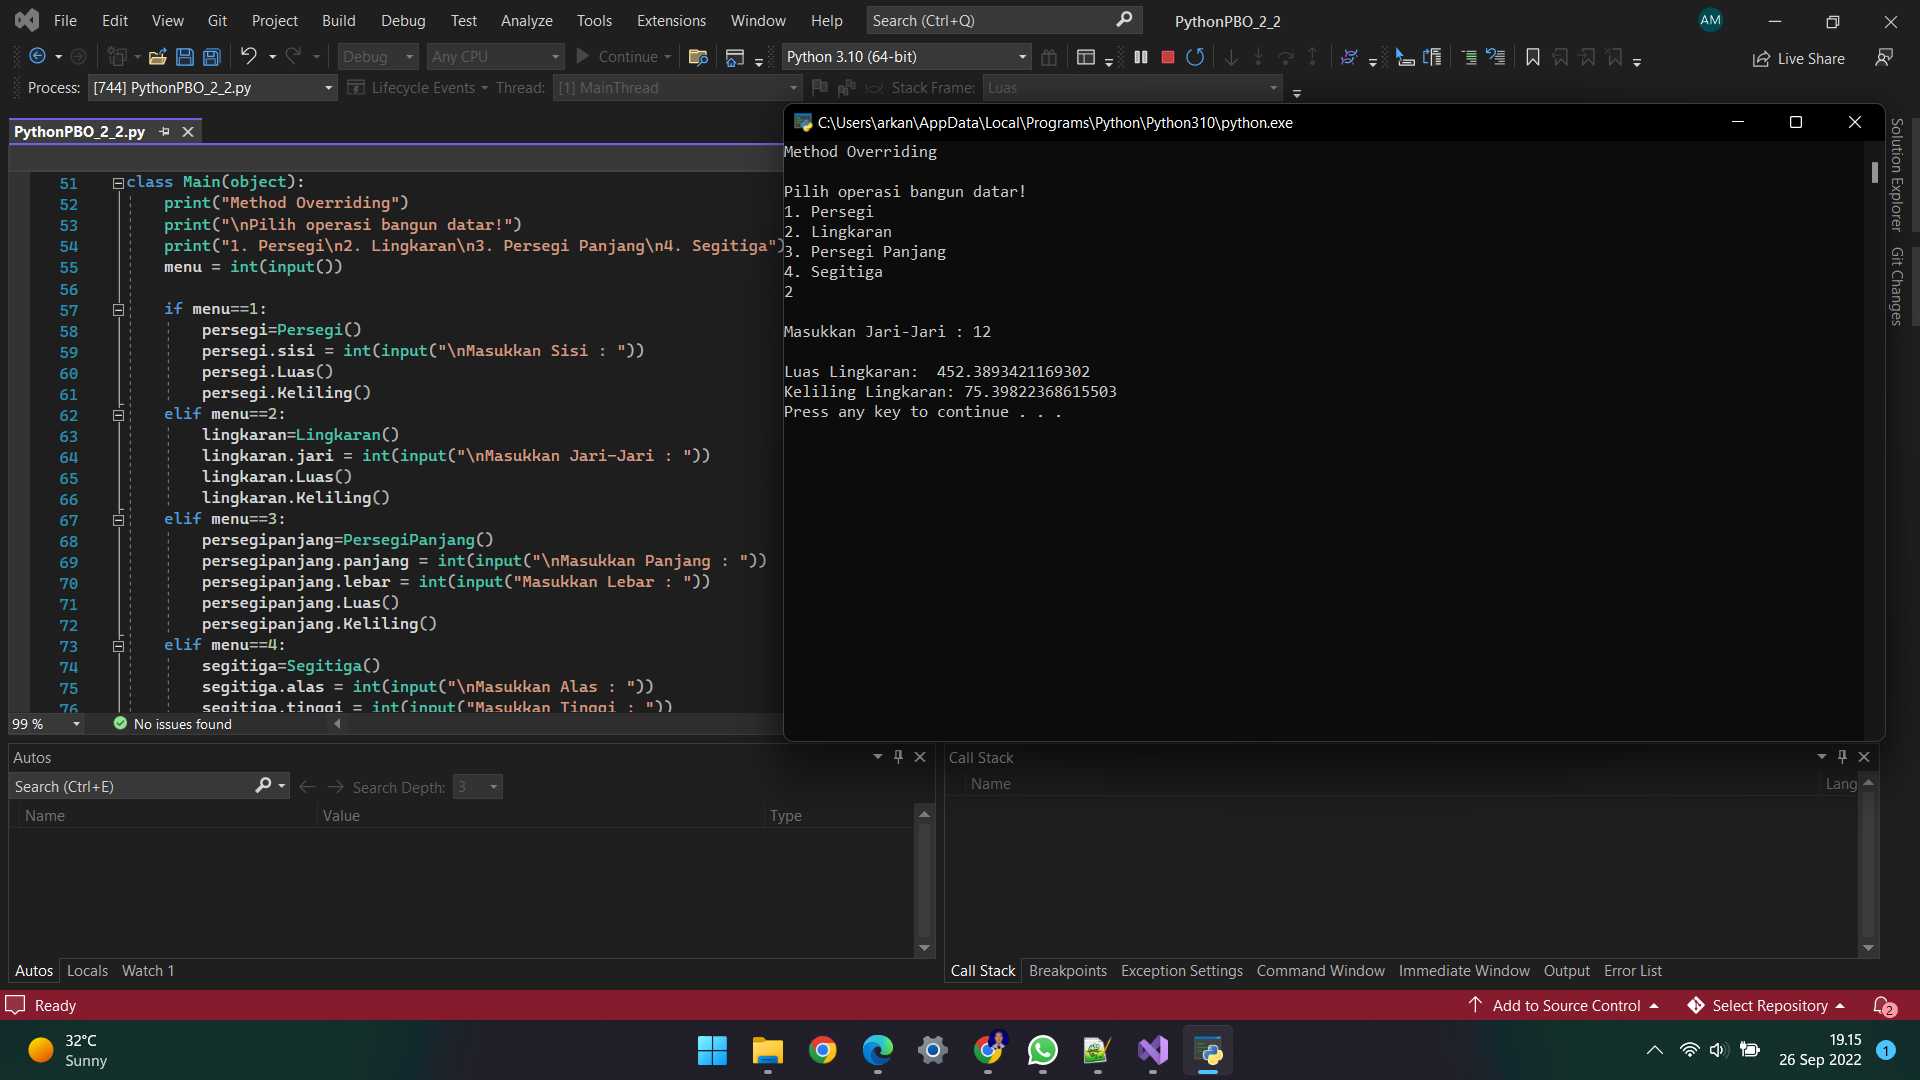 File Edit View Git Project Build Debug Test Analyze Tools Extensions Window Help Search (Ctrl+Q) PythonPBO_2_2 AM
Debug Any CPU Continue Python 3.10 (64-bit) Live Share
Process: [744] PythonPBO_2_2.py Lifecycle Events Thread: [1] MainThread Stack Frame: Luas
PythonPBO_2_2.py
51 class Main(object):
52 print("Method Overriding")
53 print("\nPilih operasi bangun datar!")
54 print("1. Persegi\n2. Lingkaran\n3. Persegi Panjang\n4. Segitiga")
55 menu = int(input())
56
57 if menu==1:
58 persegi=Persegi()
59 persegi.sisi = int(input("\nMasukkan Sisi : "))
60 persegi.Luas()
61 persegi.Keliling()
62 elif menu==2:
63 lingkaran=Lingkaran()
64 lingkaran.jari = int(input("\nMasukkan Jari-Jari : "))
65 lingkaran.Luas()
66 lingkaran.Keliling()
67 elif menu==3:
68 persegipanjang=PersegiPanjang()
69 persegipanjang.panjang = int(input("\nMasukkan Panjang : "))
70 persegipanjang.lebar = int(input("Masukkan Lebar : "))
71 persegipanjang.Luas()
72 persegipanjang.Keliling()
73 elif menu==4:
74 segitiga=Segitiga()
75 segitiga.alas = int(input("\nMasukkan Alas : "))
76 segitiga.tinggi = int(input("Masukkan Tinggi : "))
99 % No issues found
C:\Users\arkan\AppData\Local\Programs\Python\Python310\python.exe
Method Overriding
Pilih operasi bangun datar!
1. Persegi
2. Lingkaran
3. Persegi Panjang
4. Segitiga
2
Masukkan Jari-Jari : 12
Luas Lingkaran:  452.3893421169302
Keliling Lingkaran: 75.39822368615503
Press any key to continue . . .
Solution Explorer
Git Changes
Autos
Search (Ctrl+E) Search Depth: 3
Name Value Type
Autos Locals Watch 1
Call Stack
Name Lang
Call Stack Breakpoints Exception Settings Command Window Immediate Window Output Error List
Ready Add to Source Control Select Repository 2
32°C
Sunny
19.15
26 Sep 2022 1